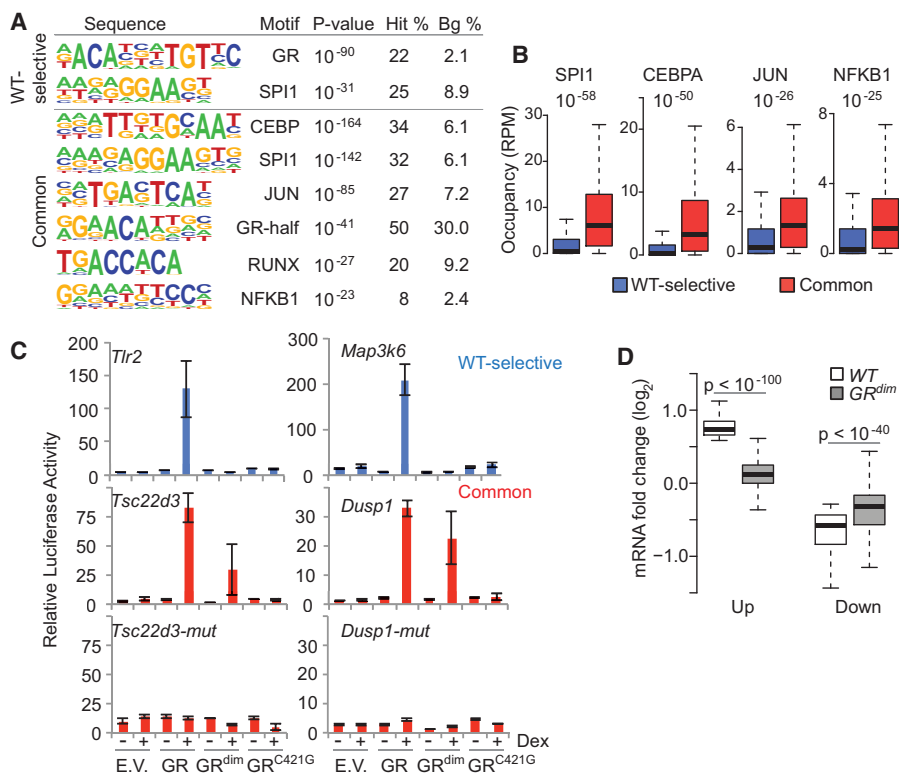 A
Sequence Motif P-value Hit % Bg %
WT-selective
GR 10-90 22 2.1
SPI1 10-31 25 8.9
Common
CEBP 10-164 34 6.1
SPI1 10-142 32 6.1
JUN 10-85 27 7.2
GR-half 10-41 50 30.0
TGACCACA RUNX 10-27 20 9.2
NFKB1 10-23 8 2.4
B
SPI1 CEBPA JUN NFKB1
10-58 10-50 10-26 10-25
Occupancy (RPM)
30 20 6 8
20 10 4 4
10 0 2 0
0 0
WT-selective Common
C
Relative Luciferase Activity
Tlr2 Map3k6 WT-selective
200 300
150 200
100 100
50 0
0
Tsc22d3 Dusp1 Common
75 30
50 20
25 10
0 0
Tsc22d3-mut Dusp1-mut
75 30
50 20
25 10
0 0
- + - + - + - + - + - + - + - + Dex
E.V. GR GRdim GRC421G E.V. GR GRdim GRC421G
D
mRNA fold change (log2)
p < 10-100
WT
GRdim
p < 10-40
1.0
0.0
−1.0
Up Down